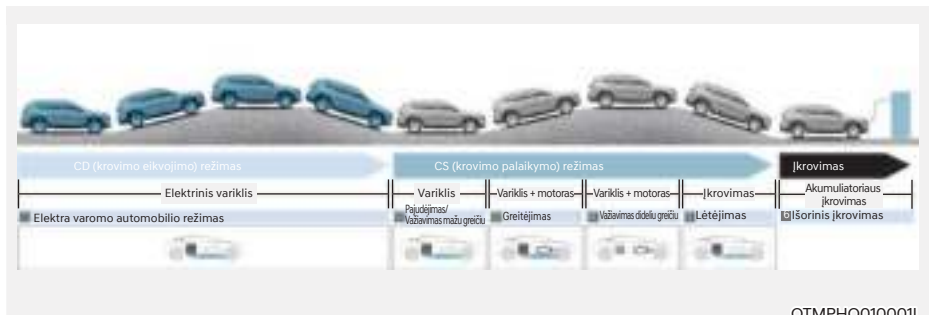 CD (krovimo eikvojimo) režimas
CS (krovimo palaikymo) režimas
Įkrovimas
Elektrinis variklis
Variklis
Variklis + motoras
Variklis + motoras
Įkrovimas
Akumuliatoriaus
įkrovimas
Elektra varomo automobilio režimas
Pajudėjimas/
Važiavimas mažu greičiu
Greitėjimas
Važiavimas dideliu greičiu
Lėtėjimas
6 Išorinis įkrovimas